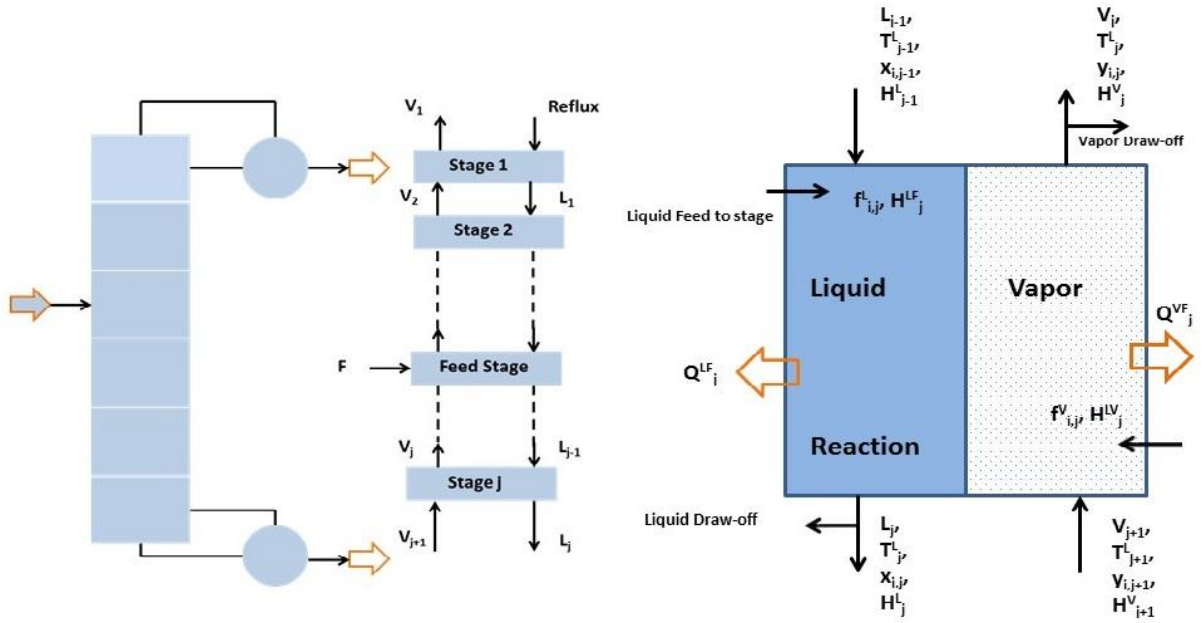 V₁
Reflux
Stage 1
V₂
L₁
Stage 2
F
Feed Stage
Vⱼ
Lⱼ₋₁
Stage j
Vⱼ₊₁
Lⱼ
Lⱼ₋₁,
Tᴸⱼ₋₁,
xᵢ,ⱼ₋₁,
Hᴸⱼ₋₁
Vⱼ,
Tᴸⱼ,
yᵢ,ⱼ,
Hⱽⱼ
Vapor Draw-off
Liquid Feed to stage
fᴸᵢ,ⱼ, Hᴸꟳⱼ
Liquid
Vapor
Qⱽꟳⱼ
Qᴸꟳⱼ
fⱽᵢ,ⱼ, Hᴸⱽⱼ
Reaction
Liquid Draw-off
Lⱼ,
Tᴸⱼ,
xᵢ,ⱼ,
Hᴸⱼ
Vⱼ₊₁,
Tᴸⱼ₊₁,
yᵢ,ⱼ₊₁,
Hⱽⱼ₊₁